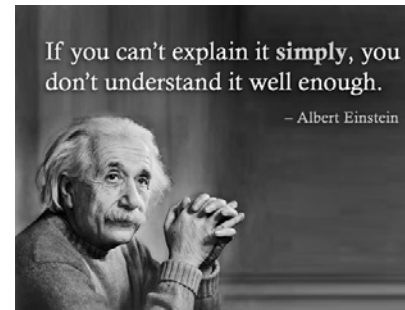 If you can't explain it simply, you
don't understand it well enough.
– Albert Einstein